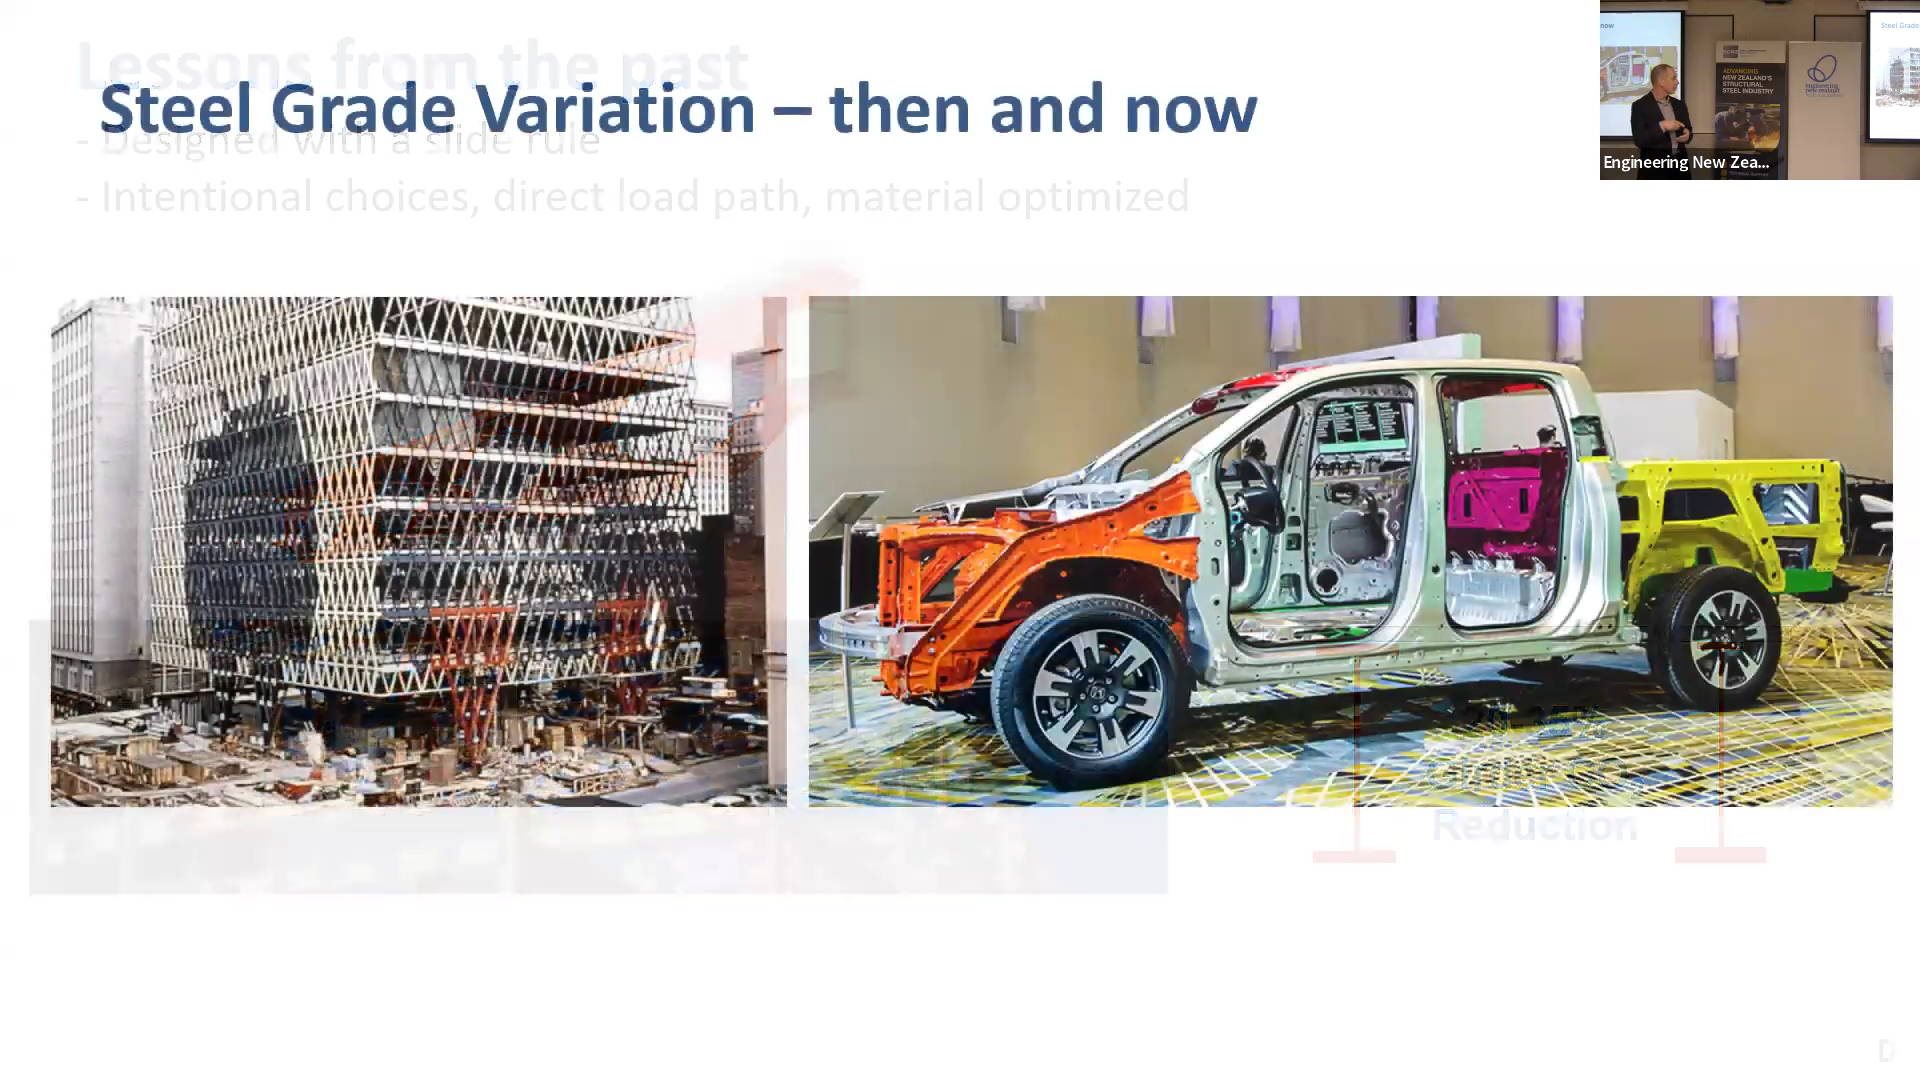 Lessons from the past
Steel Grade Variation – then and now
- Designed with a slide rule
- Intentional choices, direct load path, material optimized
Reduction
D
now
Steel Grade
ADVANCING
NEW ZEALAND'S
STRUCTURAL
STEEL INDUSTRY
Engineering New Zea...